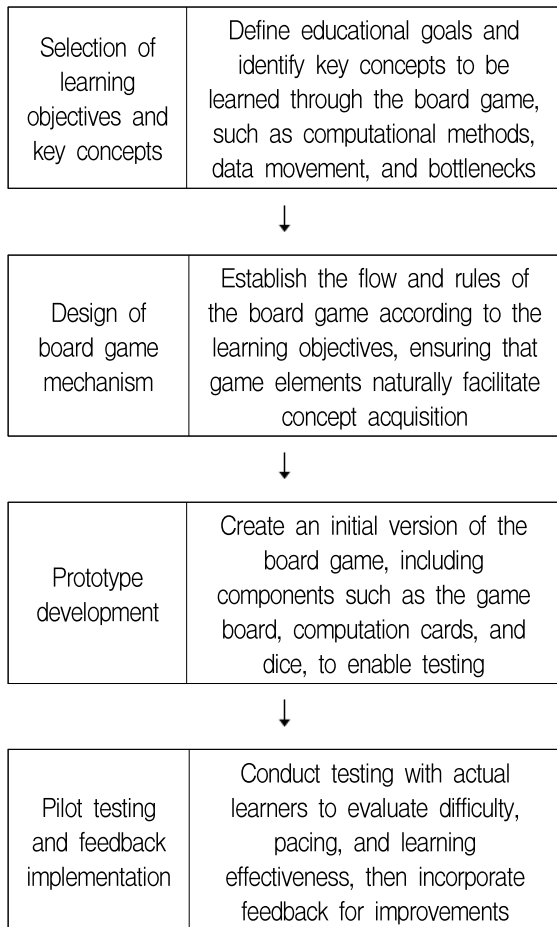 Selection of
learning
objectives and
key concepts
Define educational goals and
identify key concepts to be
learned through the board game,
such as computational methods,
data movement, and bottlenecks
↓
Design of
board game
mechanism
Establish the flow and rules of
the board game according to the
learning objectives, ensuring that
game elements naturally facilitate
concept acquisition
↓
Prototype
development
Create an initial version of the
board game, including
components such as the game
board, computation cards, and
dice, to enable testing
↓
Pilot testing
and feedback
implementation
Conduct testing with actual
learners to evaluate difficulty,
pacing, and learning
effectiveness, then incorporate
feedback for improvements